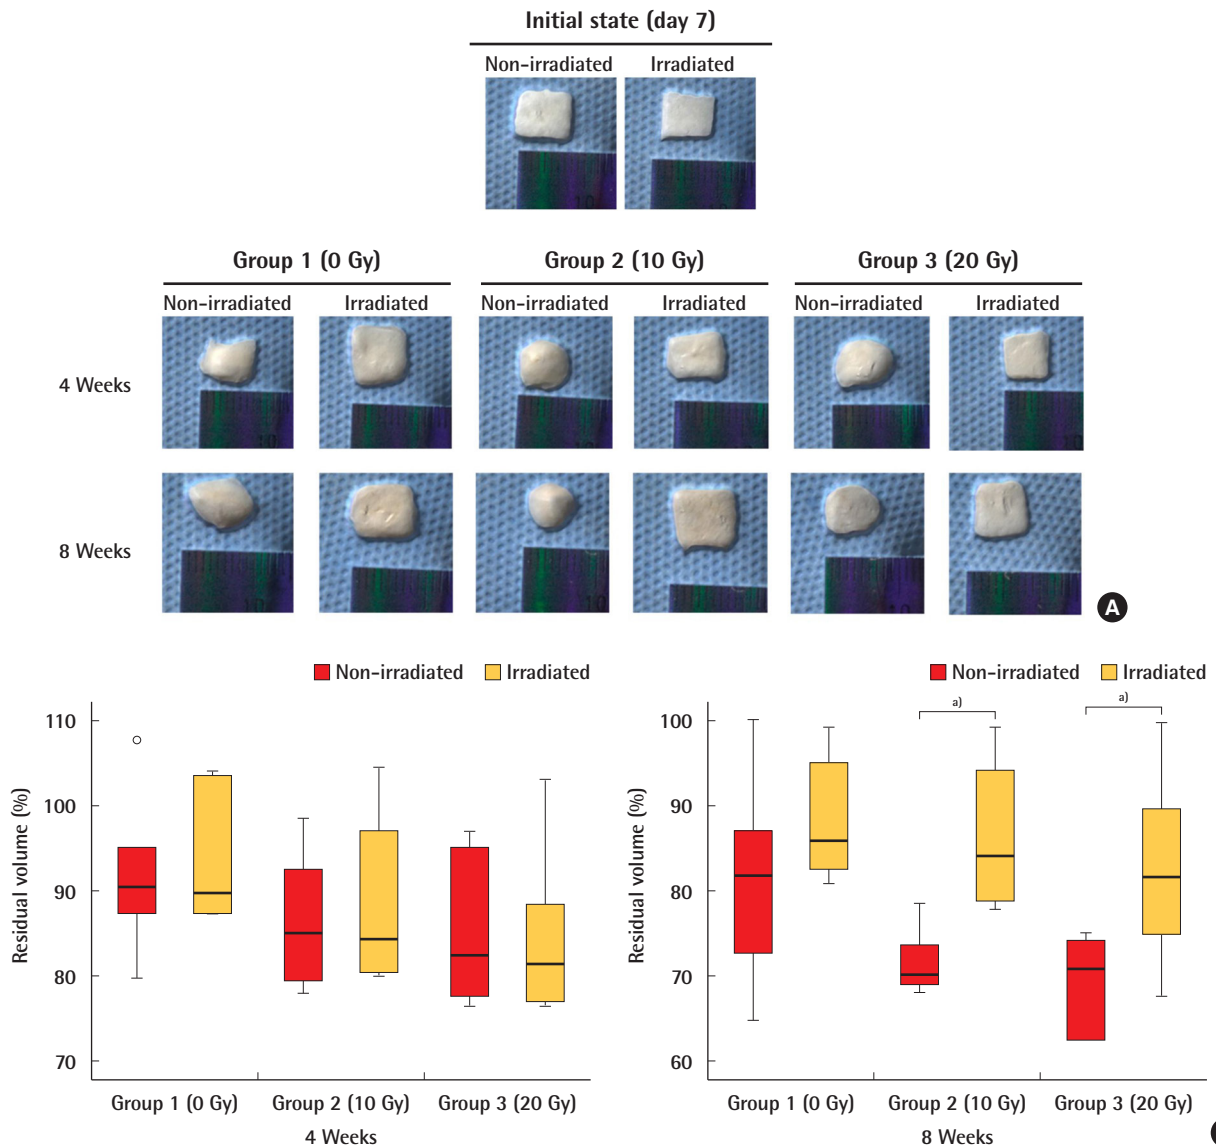 Initial state (day 7)
Non-irradiated Irradiated
Group 1 (0 Gy) Group 2 (10 Gy) Group 3 (20 Gy)
Non-irradiated Irradiated Non-irradiated Irradiated Non-irradiated Irradiated
4 Weeks
8 Weeks
A
Non-irradiated Irradiated
Residual volume (%)
110
100
90
80
70
Group 1 (0 Gy) Group 2 (10 Gy) Group 3 (20 Gy)
4 Weeks
Non-irradiated Irradiated
a) a)
Residual volume (%)
100
90
80
70
60
Group 1 (0 Gy) Group 2 (10 Gy) Group 3 (20 Gy)
8 Weeks